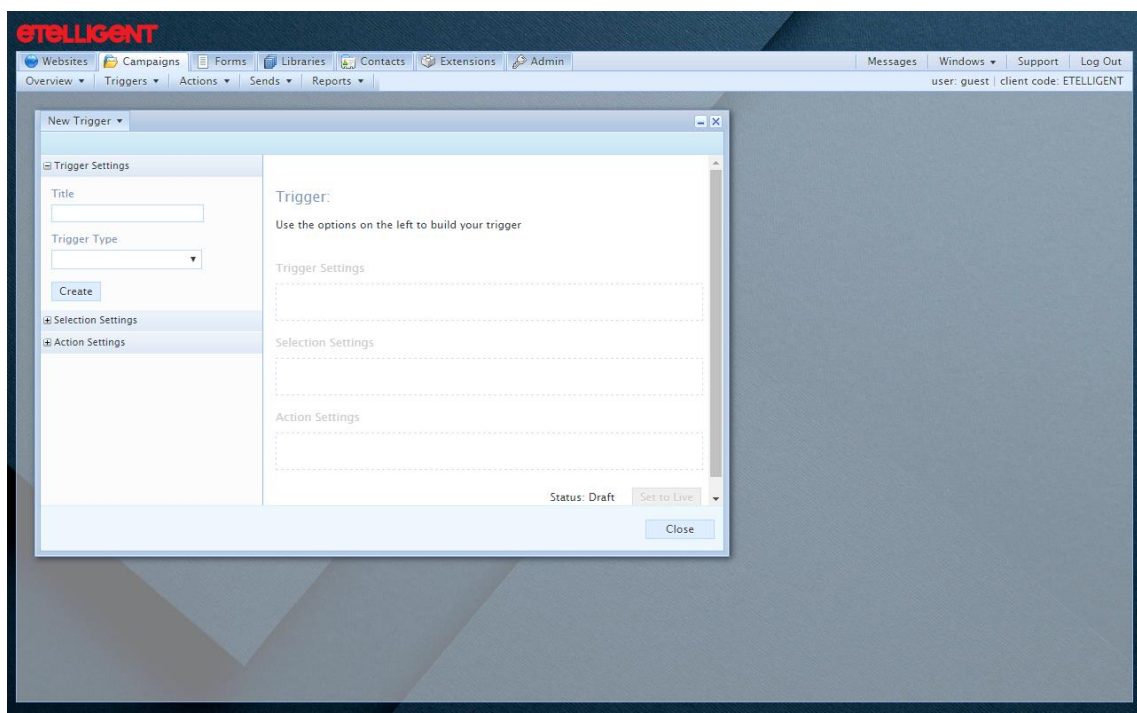 eTELLIGeNT
Websites Campaigns Forms Libraries Contacts Extensions Admin Messages Windows Support Log Out
Overview Triggers Actions Sends Reports user: guest client code: ETELLIGENT
New Trigger
Trigger Settings
Title
Trigger Type
Create
Selection Settings
Action Settings
Trigger:
Use the options on the left to build your trigger
Trigger Settings
Selection Settings
Action Settings
Status: Draft Set to Live
Close